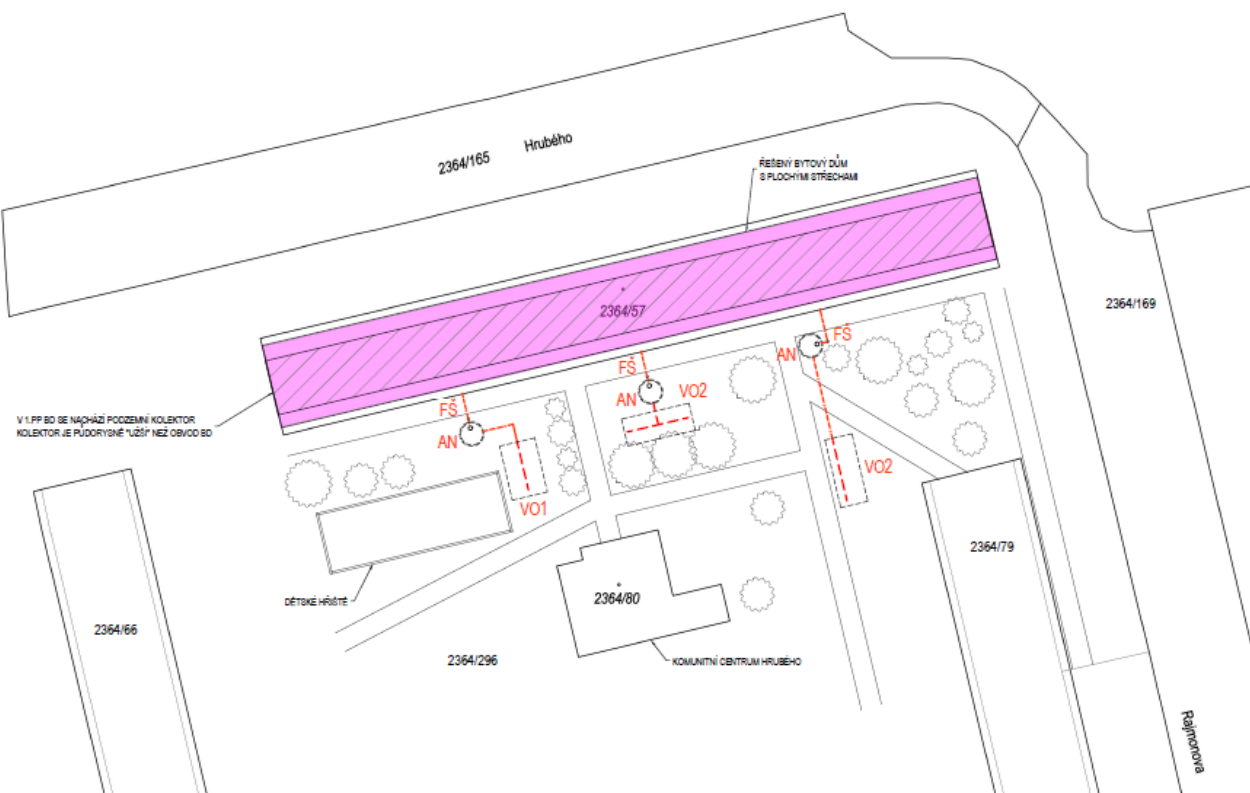 2364/165
Hrubého
ŘEŠENÝ BYTOVÝ DŮM
S PLOCHÝMI STŘECHAMI
2364/57
2364/169
FŠ
AN
FŠ
AN
VO2
FŠ
AN
VO1
VO2
V 1.PP BD SE NACHÁZÍ PODZEMNÍ KOLEKTOR
KOLEKTOR JE PŮDORYSNĚ "UŽŠÍ" NEŽ OBVOD BD
2364/79
DĚTSKÉ HŘIŠTĚ
2364/80
2364/66
2364/296
KOMUNITNÍ CENTRUM HRUBÉHO
Rajmonova